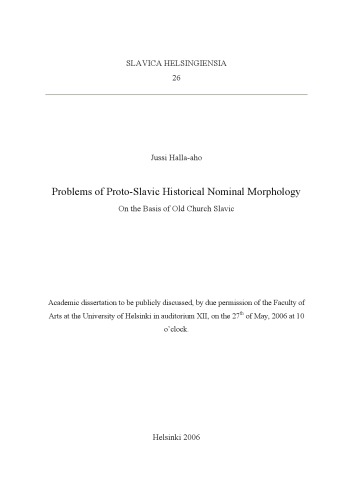 SLAVICA HELSINGIENSIA
26
Jussi Halla-aho
Problems of Proto-Slavic Historical Nominal Morphology
On the Basis of Old Church Slavic
Academic dissertation to be publicly discussed, by due permission of the Faculty of
Arts at the University of Helsinki in auditorium XII, on the 27th of May, 2006 at 10
o'clock.
Helsinki 2006